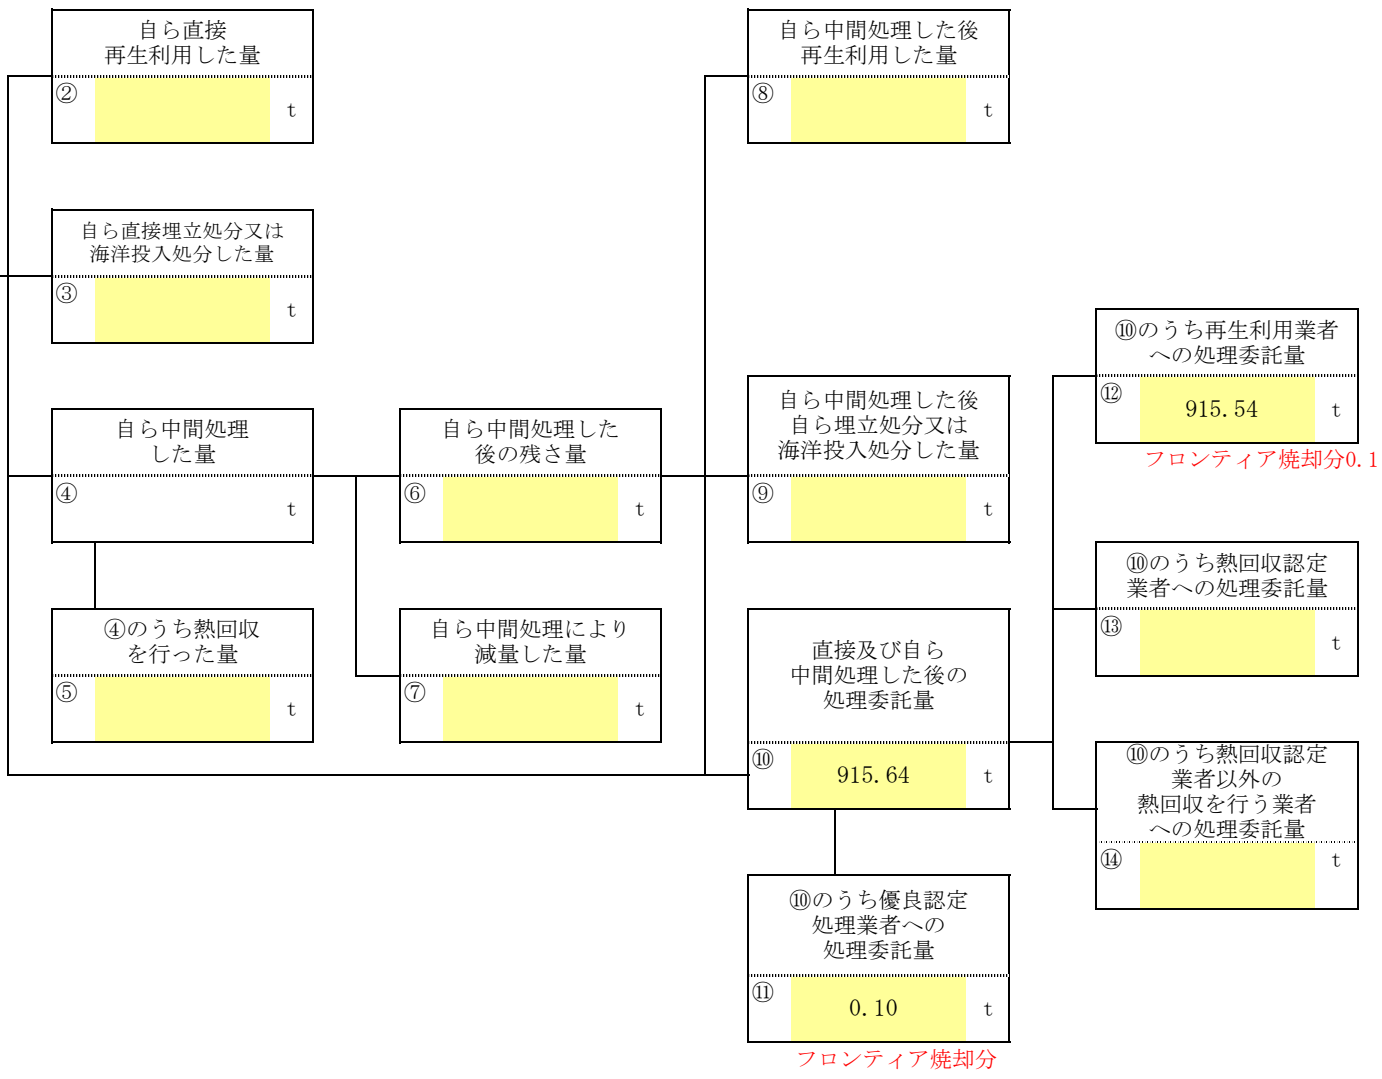 自ら直接
再生利用した量
②
t
自ら中間処理した後
再生利用した量
⑧
t
自ら直接埋立処分又は
海洋投入処分した量
③
t
⑩のうち再生利用業者
への処理委託量
⑫
915.54
t
フロンティア焼却分0.1
自ら中間処理
した量
④
t
自ら中間処理した
後の残さ量
⑥
t
自ら中間処理した後
自ら埋立処分又は
海洋投入処分した量
⑨
t
⑩のうち熱回収認定
業者への処理委託量
⑬
t
④のうち熱回収
を行った量
⑤
t
自ら中間処理により
減量した量
⑦
t
直接及び自ら
中間処理した後の
処理委託量
⑩
915.64
t
⑩のうち熱回収認定
業者以外の
熱回収を行う業者
への処理委託量
⑭
t
⑩のうち優良認定
処理業者への
処理委託量
⑪
0.10
t
フロンティア焼却分